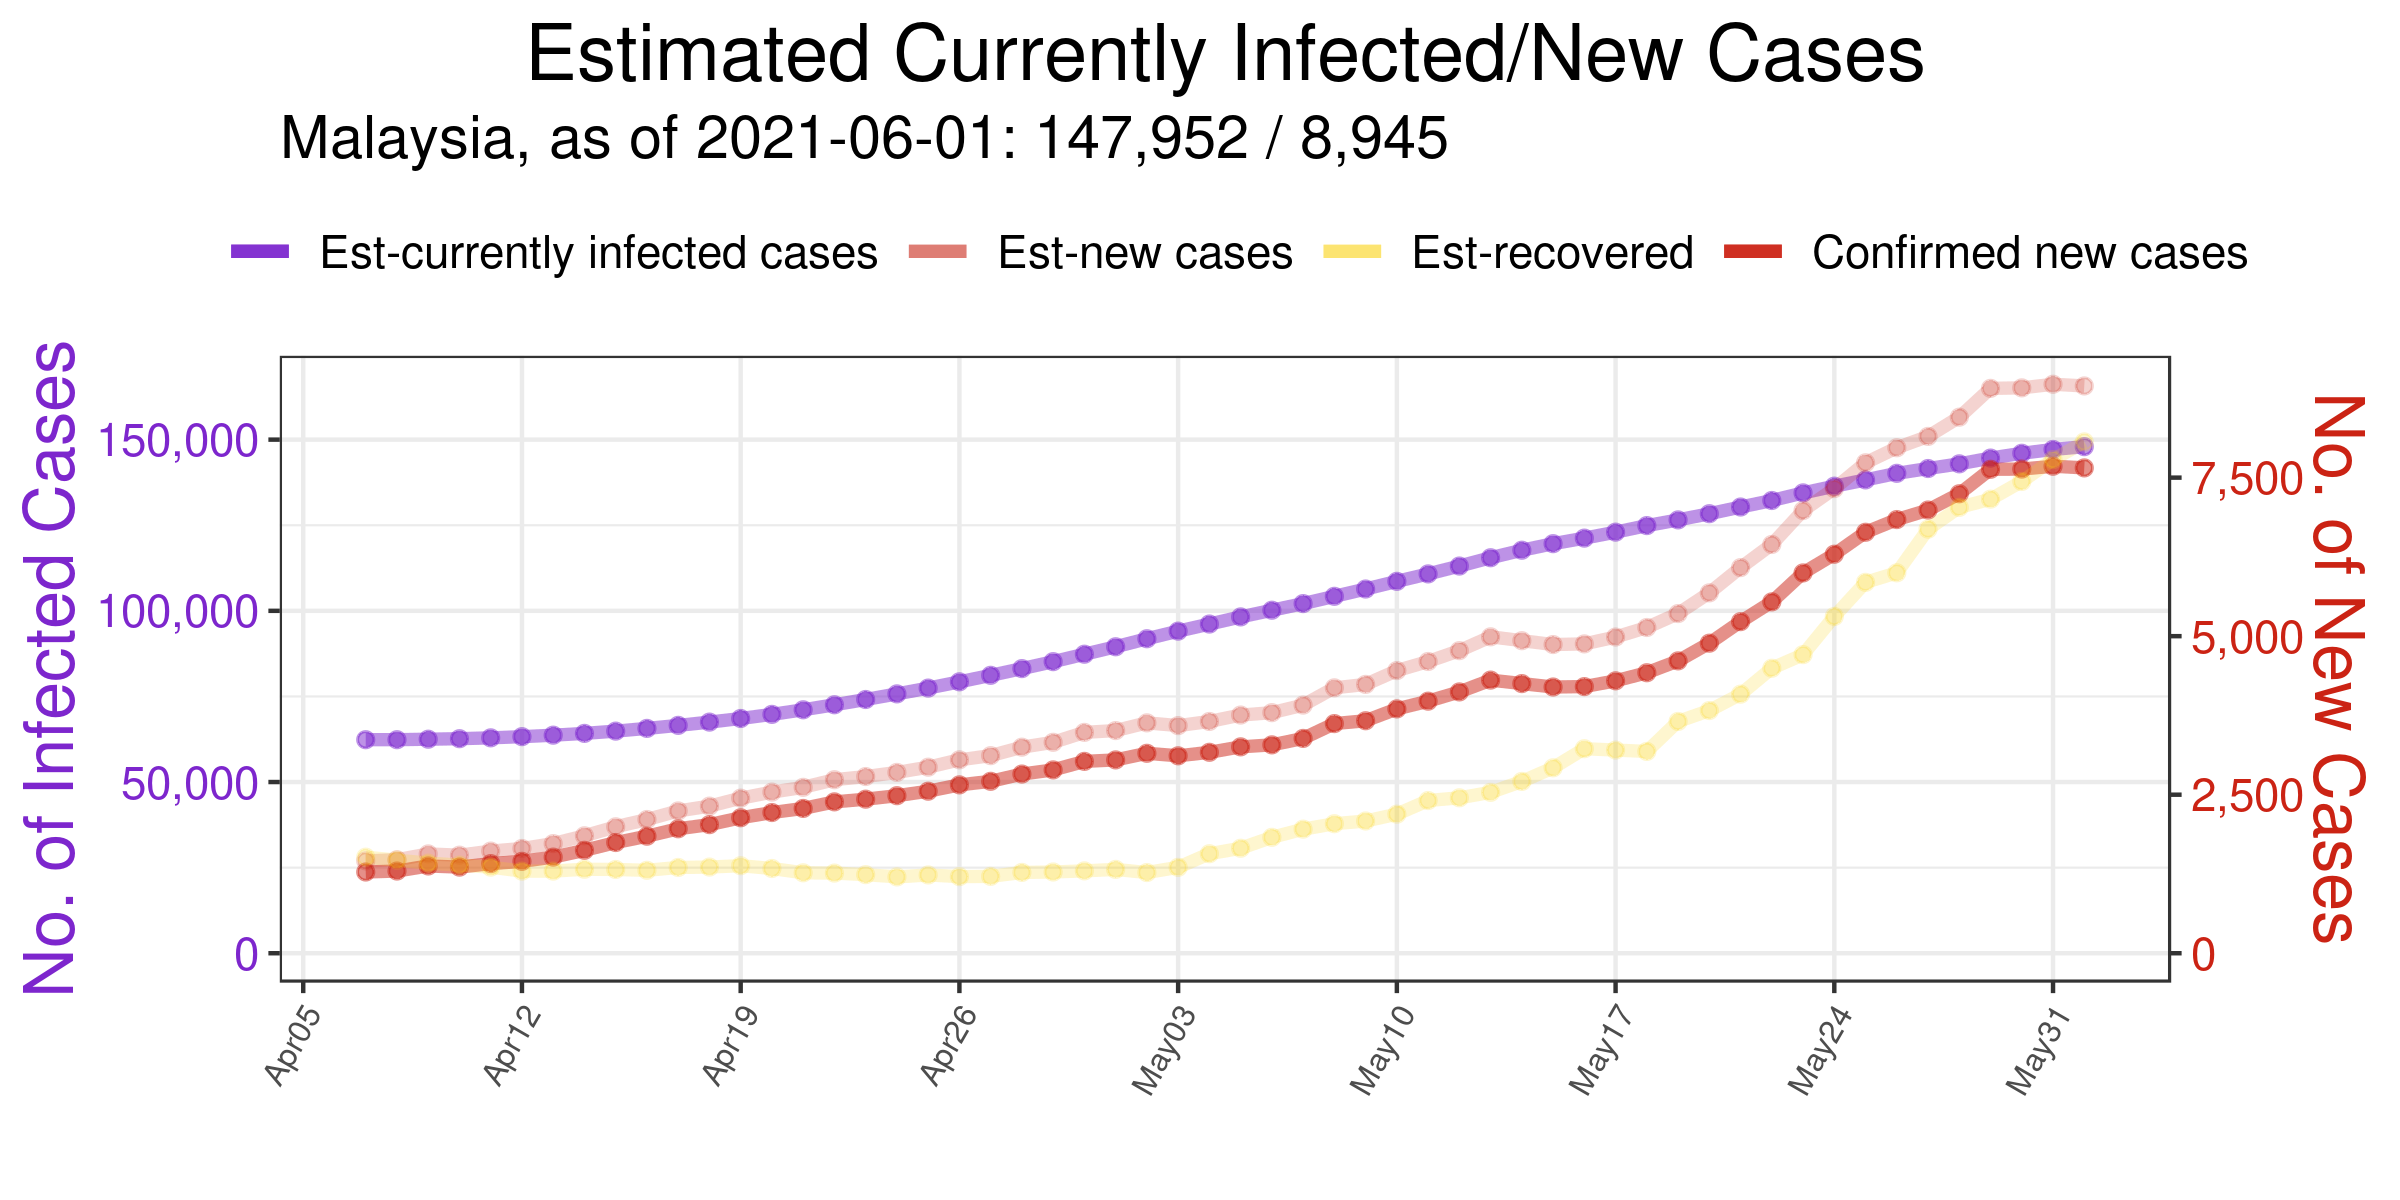 Estimated Currently Infected/New Cases
Malaysia, as of 2021-06-01: 147,952 / 8,945
Est-currently infected cases Est-new cases Est-recovered Confirmed new cases
No. of Infected Cases
150,000
100,000
50,000
0
7,500
5,000
2,500
0
No. of New Cases
Apr05 Apr12 Apr19 Apr26 May03 May10 May17 May24 May31